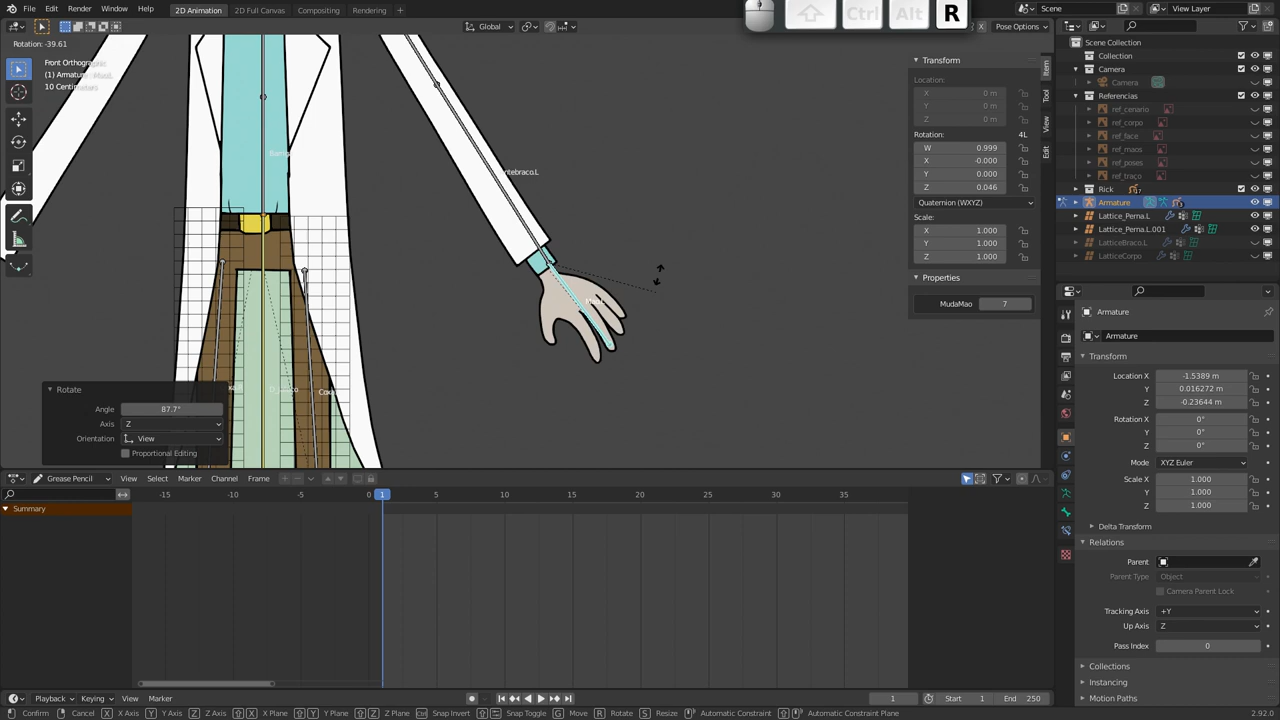 File Edit Render Window Help
2D Animation 2D Full Canvas Compositing Rendering +
Ctrl Alt R
Scene View Layer
Global Pose Options
Rotation: -39.61
Front Orthographic
10 Centimeters
Transform
Location:
X 0 m
Y 0 m
Z 0 m
Rotation: 4L
W 0.999
X -0.000
Y 0.000
Z 0.046
Quaternion (WXYZ)
Scale:
X 1.000
Y 1.000
Z 1.000
Properties
MudaMao 7
Item
Tool
View
Edit
Scene Collection
Collection
Camera
Camera
Referencias
ref_cenario
ref_corpo
ref_face
ref_maos
ref_poses
ref_traço
Rick
Armature
Lattice_Perna.L
Lattice_Perna.L.001
LatticeBraco.L
LatticeCorpo
Rotate
Angle 87.7°
Axis Z
Orientation View
Proportional Editing
Armature
Armature
Transform
Location X -1.5389 m
Y 0.016272 m
Z -0.23644 m
Rotation X 0°
Y 0°
Z 0°
Mode XYZ Euler
Scale X 1.000
Y 1.000
Z 1.000
Delta Transform
Relations
Parent
Parent Type Object
Camera Parent Lock
Tracking Axis +Y
Up Axis Z
Pass Index 0
Collections
Instancing
Motion Paths
Grease Pencil View Select Marker Channel Frame
-15 -10 -5 0 1 5 10 15 20 25 30 35
Summary
Playback Keying View Marker 1 Start 1 End 250
Confirm Cancel X X Axis Y Y Axis Z Z Axis X X Plane Y Y Plane Z Z Plane Snap Invert Snap Toggle G Move R Rotate S Resize Automatic Constraint Automatic Constraint Plane 2.92.0